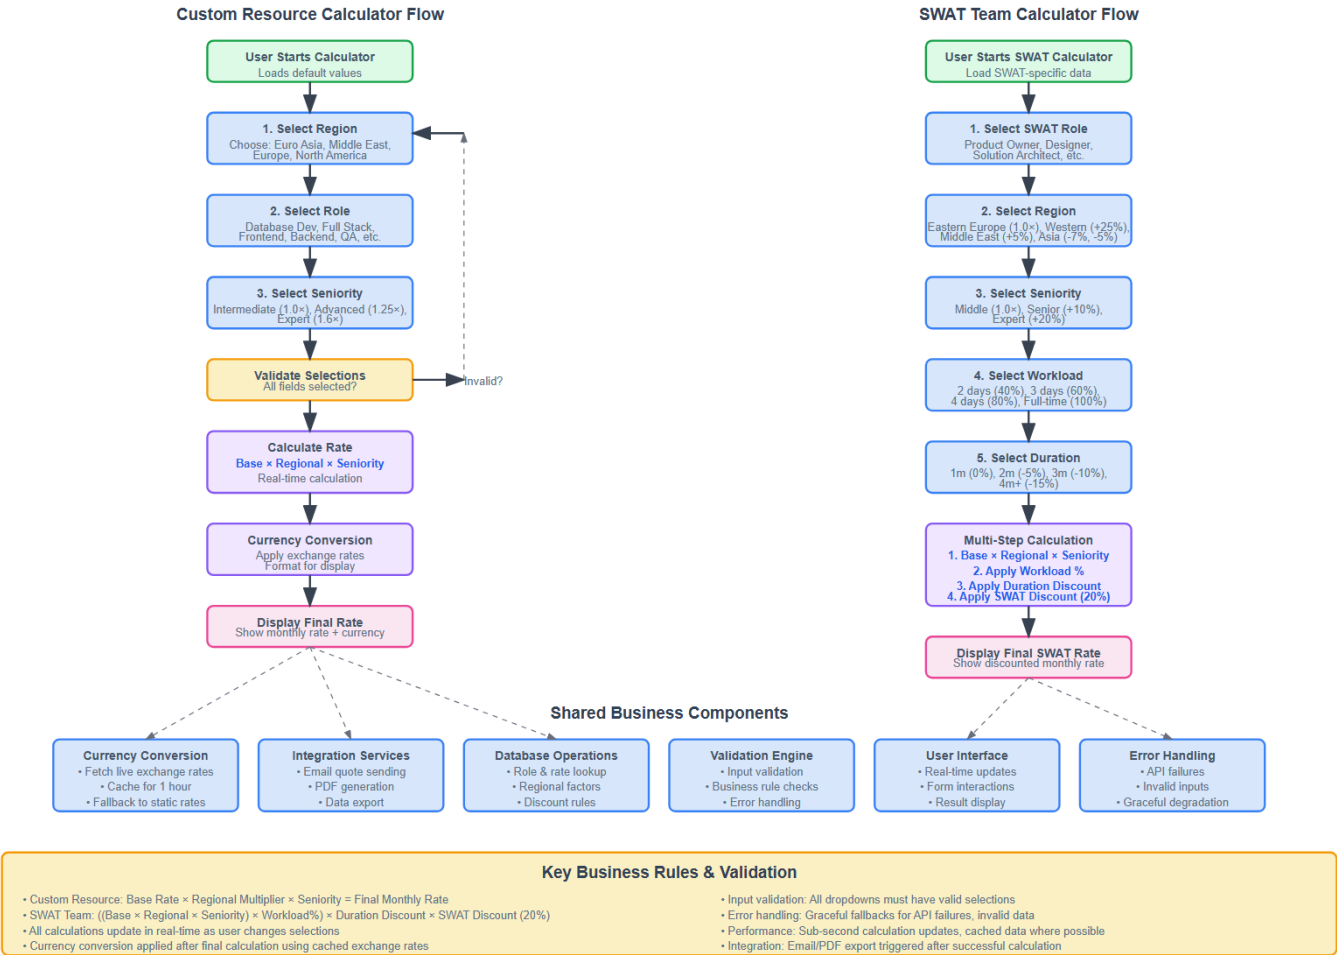 Custom Resource Calculator Flow
User Starts Calculator
Loads default values
1. Select Region
Choose: Euro Asia, Middle East,
Europe, North America
2. Select Role
Database Dev, Full Stack,
Frontend, Backend, QA, etc.
3. Select Seniority
Intermediate (1.0×), Advanced (1.25×),
Expert (1.6×)
Validate Selections
All fields selected?
Invalid?
Calculate Rate
Base × Regional × Seniority
Real-time calculation
Currency Conversion
Apply exchange rates
Format for display
Display Final Rate
Show monthly rate + currency
SWAT Team Calculator Flow
User Starts SWAT Calculator
Load SWAT-specific data
1. Select SWAT Role
Product Owner, Designer,
Solution Architect, etc.
2. Select Region
Eastern Europe (1.0×), Western (+25%),
Middle East (+5%), Asia (-7%, -5%)
3. Select Seniority
Middle (1.0×), Senior (+10%),
Expert (+20%)
4. Select Workload
2 days (40%), 3 days (60%),
4 days (80%), Full-time (100%)
5. Select Duration
1m (0%), 2m (-5%), 3m (-10%),
4m+ (-15%)
Multi-Step Calculation
1. Base × Regional × Seniority
2. Apply Workload %
3. Apply Duration Discount
4. Apply SWAT Discount (20%)
Display Final SWAT Rate
Show discounted monthly rate
Shared Business Components
Currency Conversion
• Fetch live exchange rates
• Cache for 1 hour
• Fallback to static rates
Integration Services
• Email quote sending
• PDF generation
• Data export
Database Operations
• Role & rate lookup
• Regional factors
• Discount rules
Validation Engine
• Input validation
• Business rule checks
• Error handling
User Interface
• Real-time updates
• Form interactions
• Result display
Error Handling
• API failures
• Invalid inputs
• Graceful degradation
Key Business Rules & Validation
• Custom Resource: Base Rate × Regional Multiplier × Seniority = Final Monthly Rate
• SWAT Team: ((Base × Regional × Seniority) × Workload%) × Duration Discount × SWAT Discount (20%)
• All calculations update in real-time as user changes selections
• Currency conversion applied after final calculation using cached exchange rates
• Input validation: All dropdowns must have valid selections
• Error handling: Graceful fallbacks for API failures, invalid data
• Performance: Sub-second calculation updates, cached data where possible
• Integration: Email/PDF export triggered after successful calculation